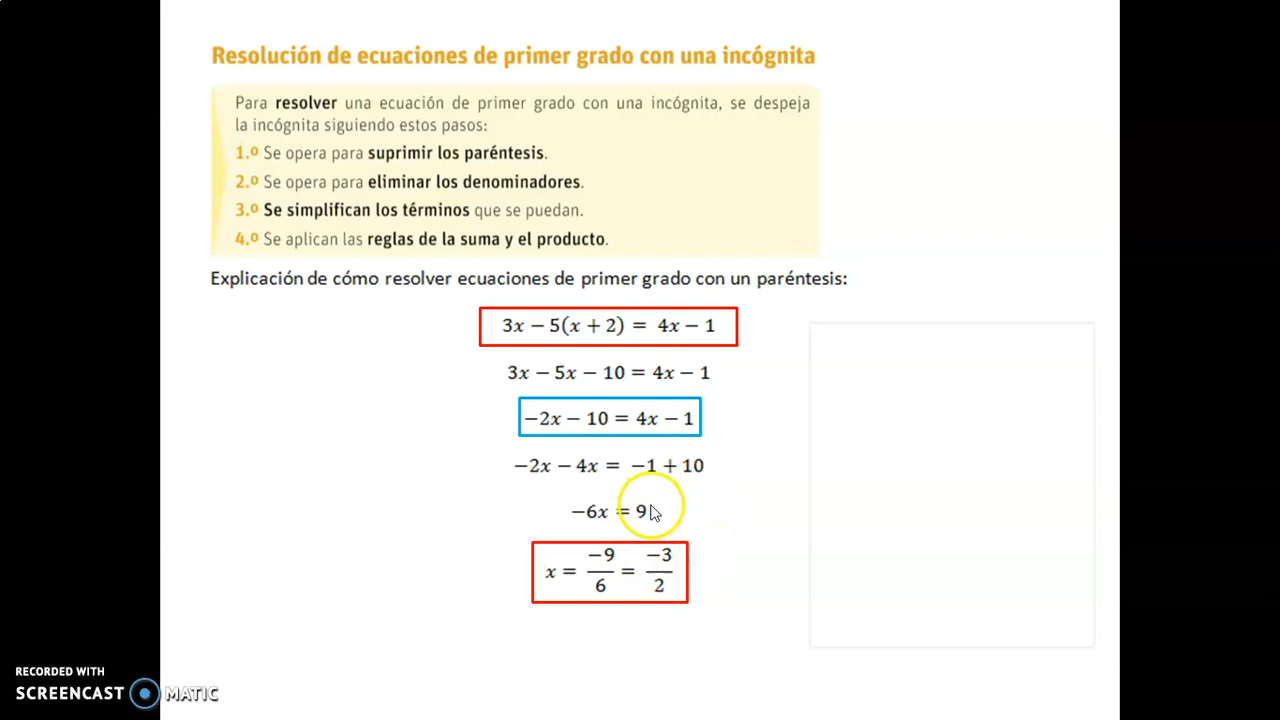 Resolución de ecuaciones de primer grado con una incógnita
Para resolver una ecuación de primer grado con una incógnita, se despeja
la incógnita siguiendo estos pasos:
1.º Se opera para suprimir los paréntesis.
2.º Se opera para eliminar los denominadores.
3.º Se simplifican los términos que se puedan.
4.º Se aplican las reglas de la suma y el producto.
Explicación de cómo resolver ecuaciones de primer grado con un paréntesis:
3x − 5(x + 2) = 4x − 1
3x − 5x − 10 = 4x − 1
−2x − 10 = 4x − 1
−2x − 4x = −1 + 10
−6x = 9
x = −9/6 = −3/2
RECORDED WITH
SCREENCAST MATIC